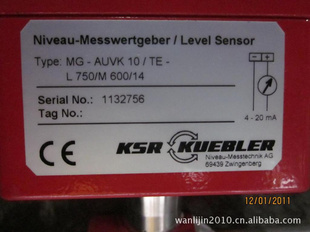 Niveau-Messwertgeber / Level Sensor
Type: MG - AUVK 10 / TE -
L 750/M 600/14
Serial No.: 1132756
Tag No.:
- +
4 - 20 mA
CE KSR KUEBLER
Niveau-Messtechnik AG
69439 Zwingenberg
12/01/2011
wanlijin2010.cn.alibaba.com